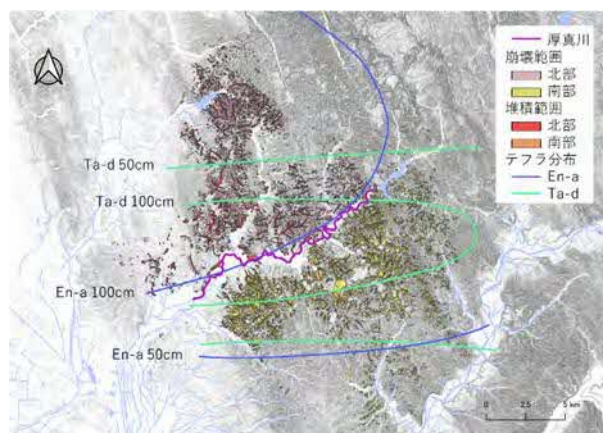 厚真川
崩壊範囲
北部
南部
堆積範囲
北部
南部
テフラ分布
En-a
Ta-d
Ta-d 50cm
Ta-d 100cm
En-a 100cm
En-a 50cm
0 2.5 5 km